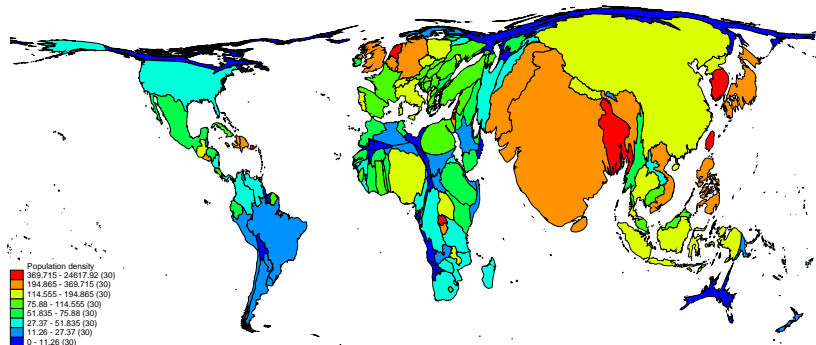 Population density
369.715 - 24617.92 (30)
194.865 - 369.715 (30)
114.555 - 194.865 (30)
75.88 - 114.555 (30)
51.835 - 75.88 (30)
27.37 - 51.835 (30)
11.26 - 27.37 (30)
0 - 11.26 (30)